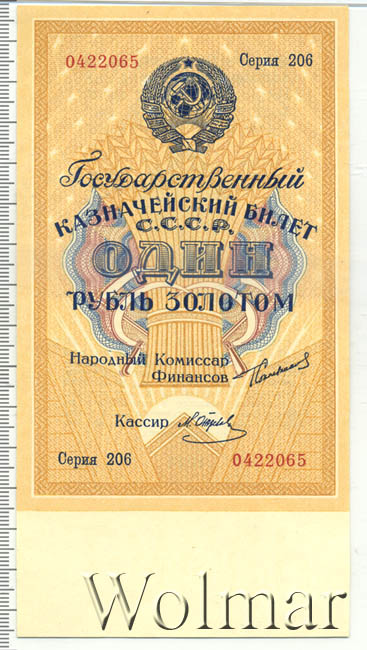 0422065 Серия 206
Государственный
КАЗНАЧЕЙСКИЙ БИЛЕТ
С.С.С.Р.
ОДИН
РУБЛЬ ЗОЛОТОМ
Народный Комиссар
Финансов
Кассир
Серия 206 0422065
Wolmar